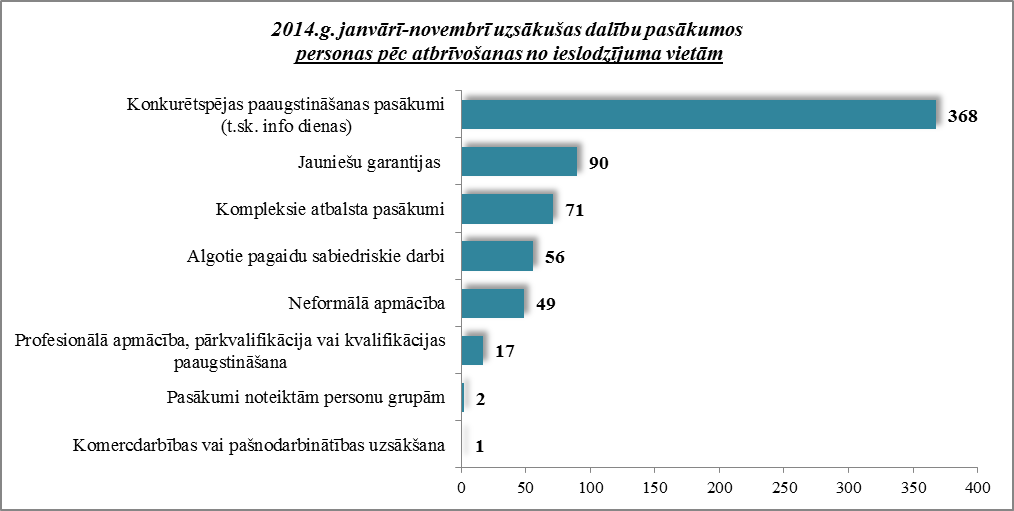 2014.g. janvārī-novembrī uzsākušas dalību pasākumos
personas pēc atbrīvošanas no ieslodzījuma vietām
Konkurētspējas paaugstināšanas pasākumi
(t.sk. info dienas)
368
Jauniešu garantijas
90
Kompleksie atbalsta pasākumi
71
Algotie pagaidu sabiedriskie darbi
56
Neformālā apmācība
49
Profesionālā apmācība, pārkvalifikācija vai kvalifikācijas
paaugstināšana
17
Pasākumi noteiktām personu grupām
2
Komercdarbības vai pašnodarbinātības uzsākšana
1
0 50 100 150 200 250 300 350 400